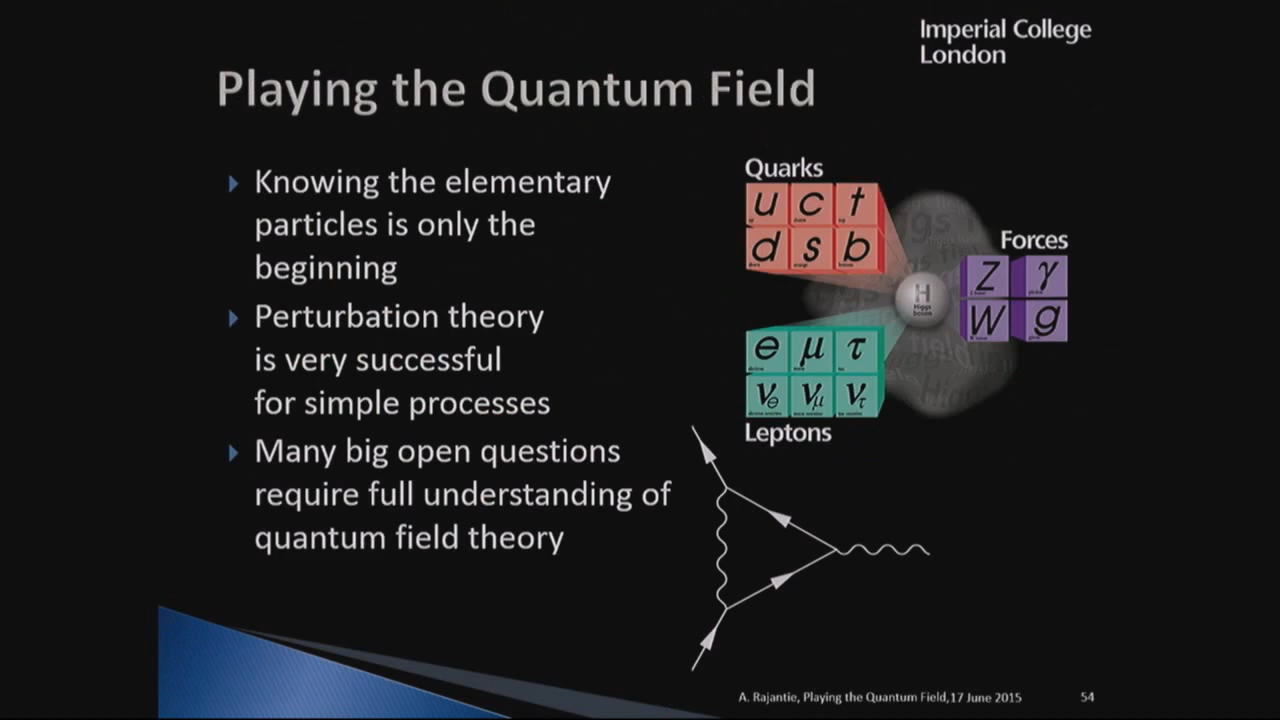 Imperial College
London
Playing the Quantum Field
Knowing the elementary
particles is only the
beginning
Perturbation theory
is very successful
for simple processes
Many big open questions
require full understanding of
quantum field theory
Quarks
u c t
d s b
Forces
Z γ
W g
H
Higgs
boson
e μ τ
νe νμ ντ
Leptons
A. Rajantie, Playing the Quantum Field,17 June 2015
54